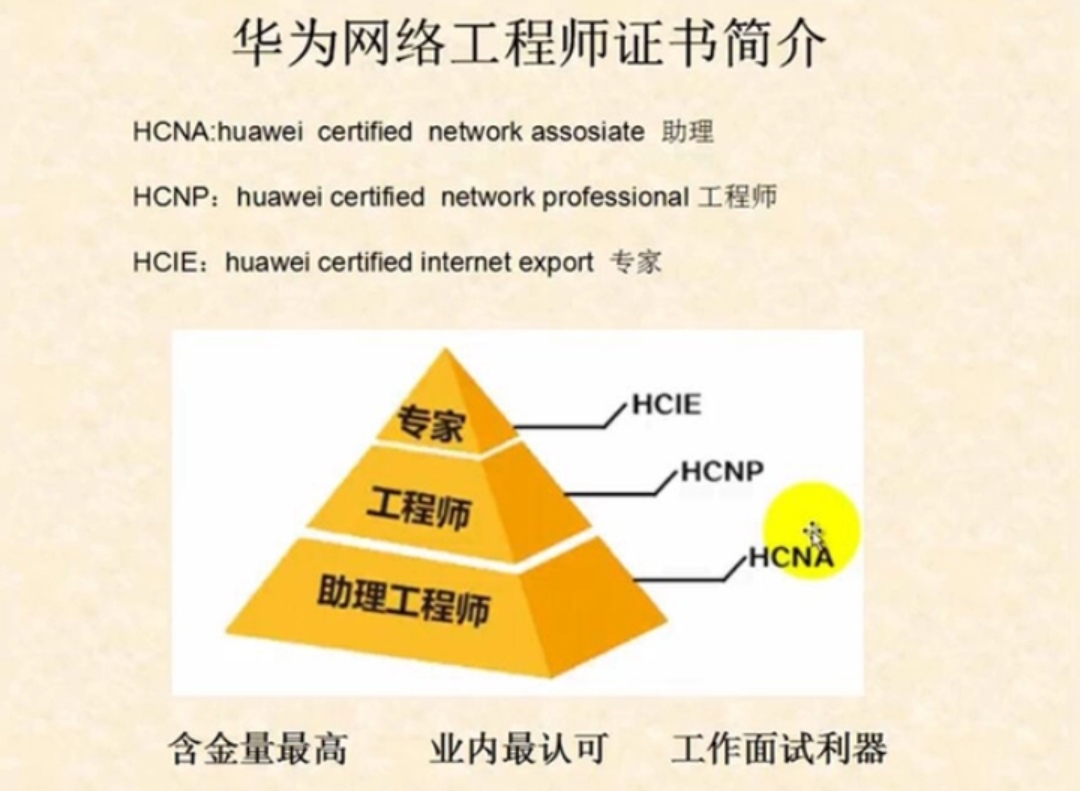 华为网络工程师证书简介
HCNA:huawei certified network assosiate 助理
HCNP：huawei certified network professional 工程师
HCIE：huawei certified internet export 专家
专家
HCIE
工程师
HCNP
助理工程师
HCNA
含金量最高 业内最认可 工作面试利器